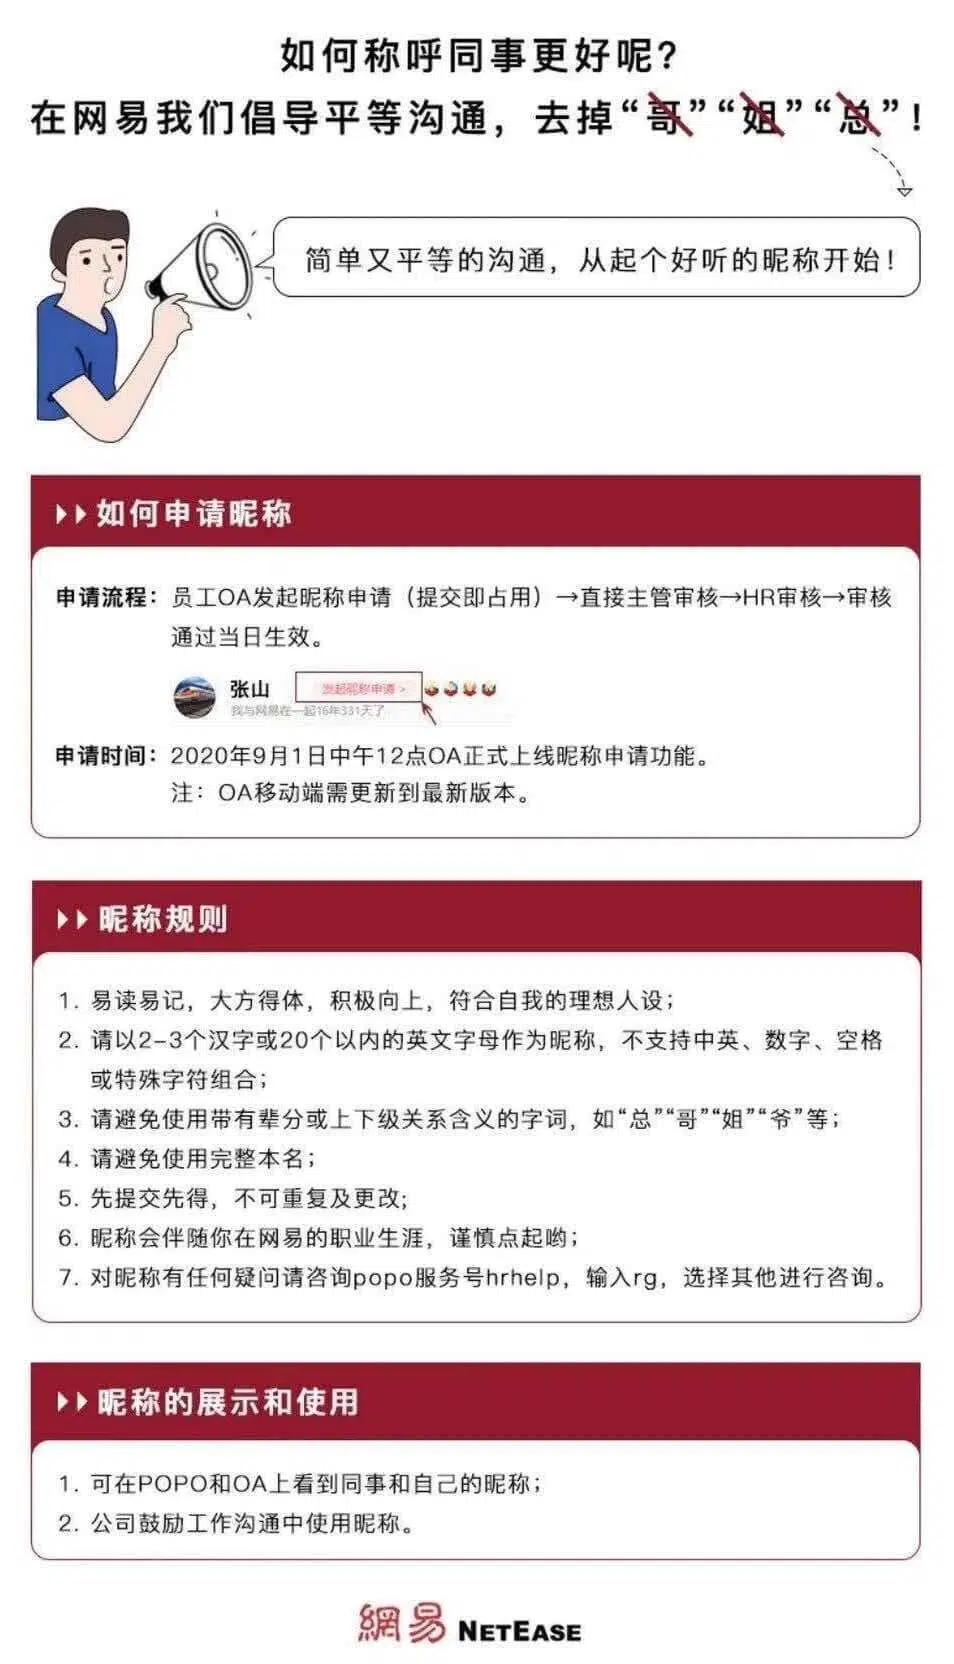 如何称呼同事更好呢？
在网易我们倡导平等沟通，去掉“哥”“姐”“总”！
简单又平等的沟通，从起个好听的昵称开始！
如何申请昵称
申请流程：员工OA发起昵称申请（提交即占用）→直接主管审核→HR审核→审核
通过当日生效。
张山 发起昵称申请 >
我与网易在一起16年331天了
申请时间：2020年9月1日中午12点OA正式上线昵称申请功能。
注：OA移动端需更新到最新版本。
昵称规则
1. 易读易记，大方得体，积极向上，符合自我的理想人设；
2. 请以2-3个汉字或20个以内的英文字母作为昵称，不支持中英、数字、空格
或特殊字符组合；
3. 请避免使用带有辈分或上下级关系含义的字词，如“总”“哥”“姐”“爷”等；
4. 请避免使用完整本名；
5. 先提交先得，不可重复及更改;
6. 昵称会伴随你在网易的职业生涯，谨慎点起哟；
7. 对昵称有任何疑问请咨询popo服务号hrhelp，输入rg，选择其他进行咨询。
昵称的展示和使用
1. 可在POPO和OA上看到同事和自己的昵称；
2. 公司鼓励工作沟通中使用昵称。
網易 NETEASE